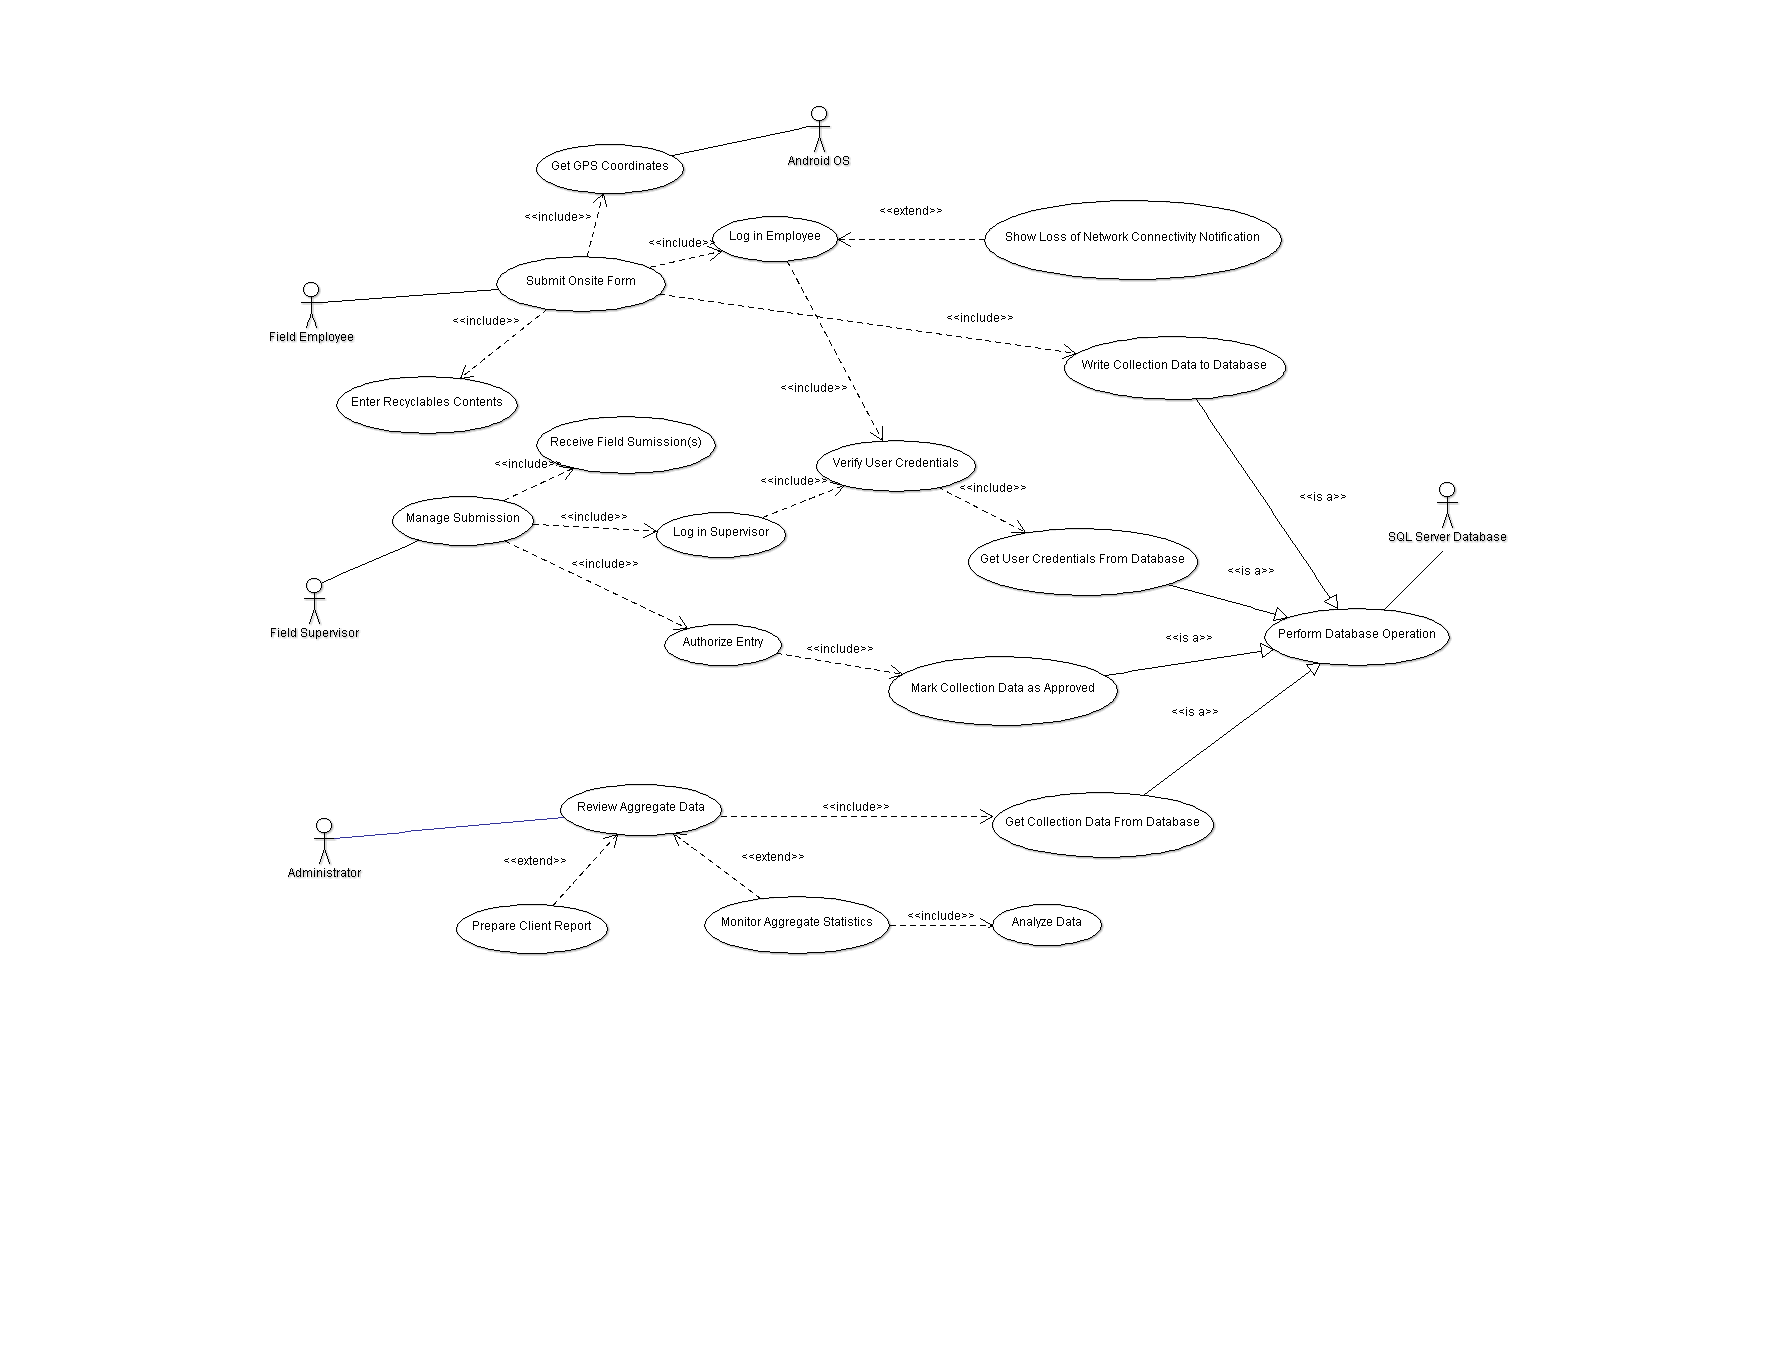 Android OS
Get GPS Coordinates
<<include>>
<<extend>>
Log in Employee
Show Loss of Network Connectivity Notification
<<include>>
Submit Onsite Form
Field Employee
<<include>>
<<include>>
Write Collection Data to Database
<<include>>
Enter Recyclables Contents
Receive Field Sumission(s)
<<include>>
Verify User Credentials
<<include>>
<<include>>
<<is a>>
Manage Submission
<<include>>
Log in Supervisor
SQL Server Database
<<include>>
Get User Credentials From Database
<<is a>>
Field Supervisor
Authorize Entry
<<include>>
<<is a>>
Perform Database Operation
Mark Collection Data as Approved
<<is a>>
Review Aggregate Data
<<include>>
Get Collection Data From Database
Administrator
<<extend>>
<<extend>>
Prepare Client Report
Monitor Aggregate Statistics
<<include>>
Analyze Data